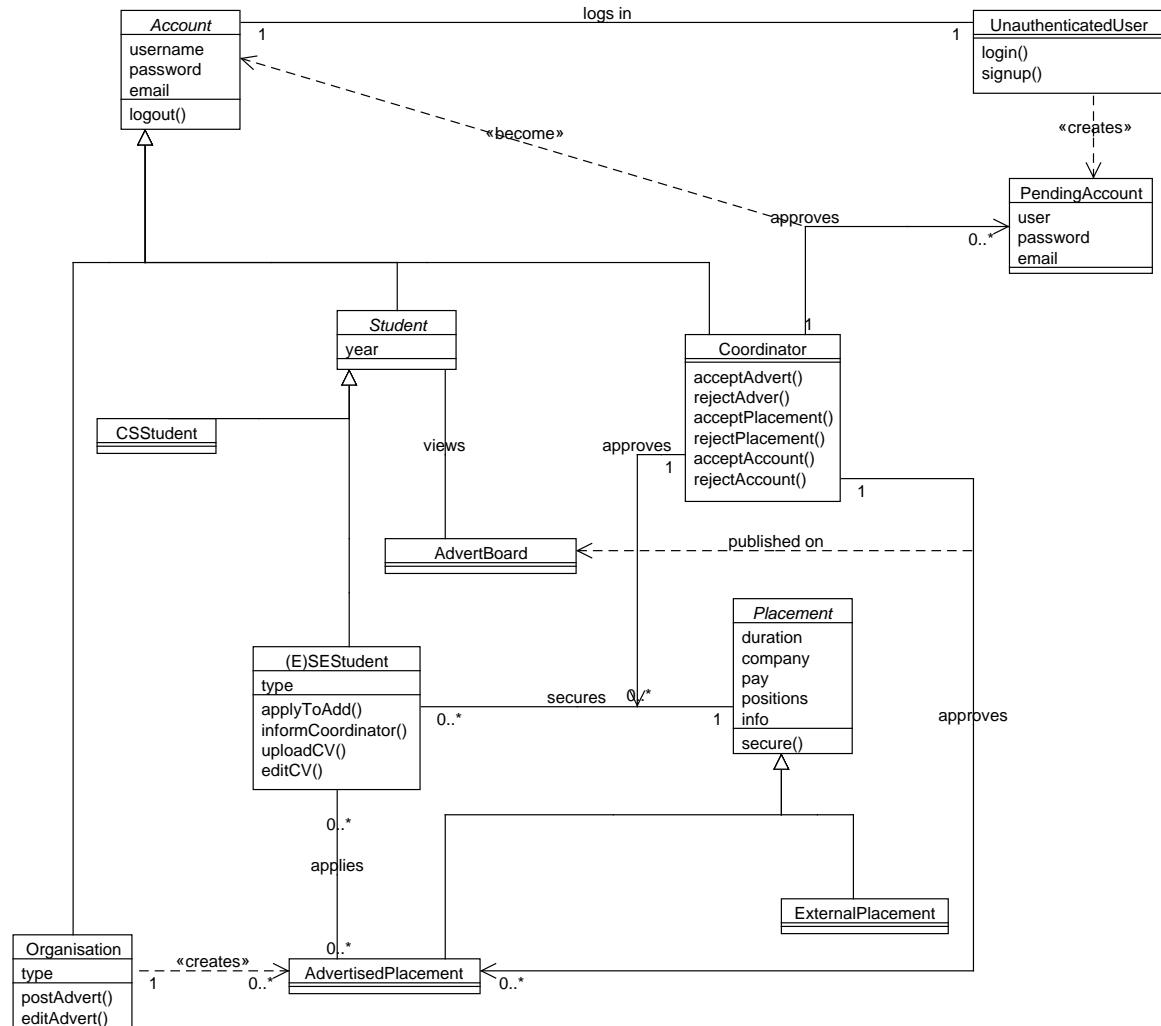 Account
username
password
email
logout()
1
logs in
1
UnauthenticatedUser
login()
signup()
«become»
«creates»
PendingAccount
user
password
email
approves
0..*
1
Student
year
Coordinator
acceptAdvert()
rejectAdver()
acceptPlacement()
rejectPlacement()
acceptAccount()
rejectAccount()
CSStudent
views
approves
1
1
AdvertBoard
published on
Placement
duration
company
pay
positions
info
secure()
(E)SEStudent
type
applyToAdd()
informCoordinator()
uploadCV()
editCV()
0..*
secures
0..*
1
approves
0..*
applies
0..*
ExternalPlacement
Organisation
type
postAdvert()
editAdvert()
1
«creates»
0..*
AdvertisedPlacement
0..*